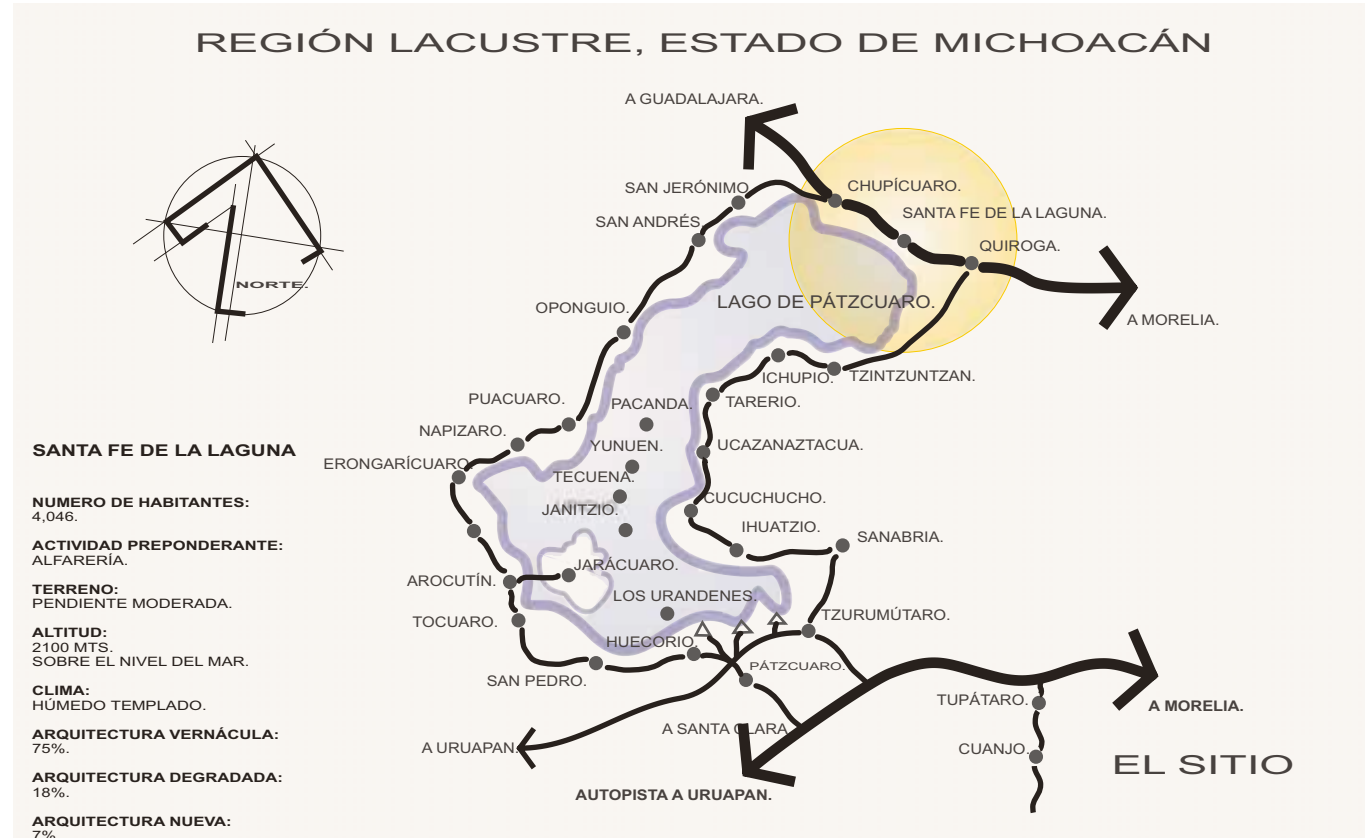 REGIÓN LACUSTRE, ESTADO DE MICHOACÁN
A GUADALAJARA.
SAN JERÓNIMO
CHUPÍCUARO.
SAN ANDRÉS
SANTA FE DE LA LAGUNA.
QUIROGA.
NORTE.
OPONGUIO.
LAGO DE PÁTZCUARO.
A MORELIA.
ICHUPIO.
TZINTZUNTZAN.
PUACUARO.
PACANDA.
TARERIO.
NAPIZARO.
YUNUEN.
UCAZANAZTACUA.
ERONGARÍCUARO.
TECUENA.
CUCUCHUCHO.
JANITZIO.
IHUATZIO.
SANABRIA.
AROCUTÍN.
JARÁCUARO.
LOS URANDENES.
TOCUARO.
TZURUMÚTARO.
HUECORIO.
SAN PEDRO.
PÁTZCUARO.
TUPÁTARO.
A MORELIA.
A SANTA CLARA
A URUAPAN.
CUANJO.
EL SITIO
AUTOPISTA A URUAPAN.
SANTA FE DE LA LAGUNA
NUMERO DE HABITANTES:
4,046.
ACTIVIDAD PREPONDERANTE:
ALFARERÍA.
TERRENO:
PENDIENTE MODERADA.
ALTITUD:
2100 MTS.
SOBRE EL NIVEL DEL MAR.
CLIMA:
HÚMEDO TEMPLADO.
ARQUITECTURA VERNÁCULA:
75%.
ARQUITECTURA DEGRADADA:
18%.
ARQUITECTURA NUEVA:
7%